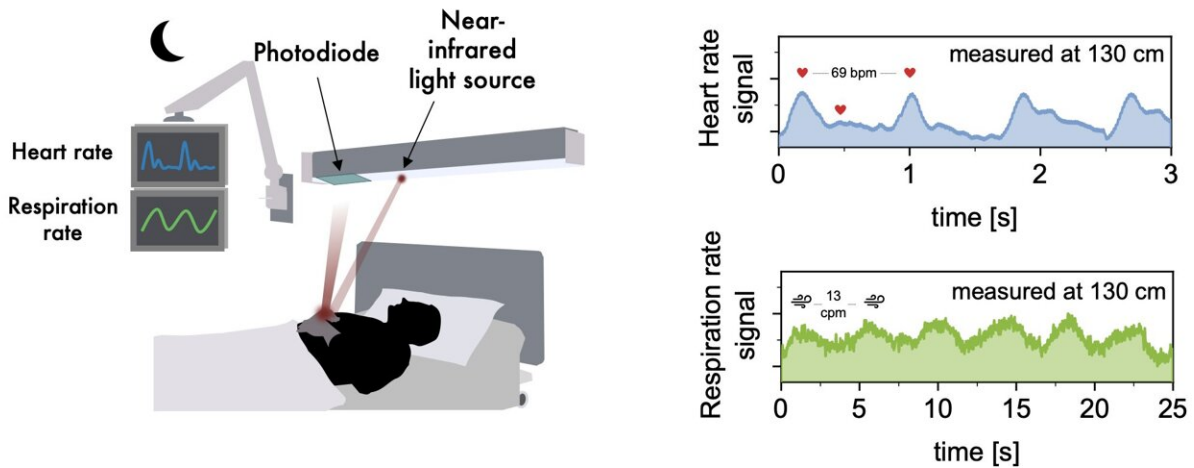 Photodiode
Near-
infrared
light source
Heart rate
Respiration
rate
Heart rate
signal
measured at 130 cm
69 bpm
0
1
2
3
time [s]
Respiration rate
signal
measured at 130 cm
13
cpm
0
5
10
15
20
25
time [s]